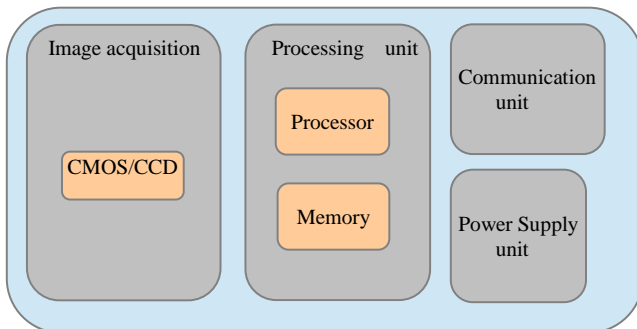 Image acquisition
CMOS/CCD
Processing unit
Processor
Memory
Communication
unit
Power Supply
unit